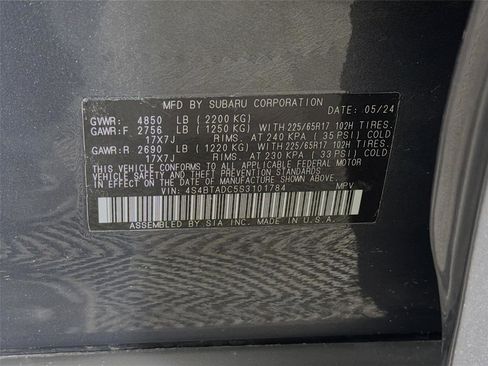 MFD BY SUBARU CORPORATION DATE: 05/24
GVWR: 4850 LB (2200 KG)
GAWR:F 2756 LB (1250 KG) WITH 225/65R17 102H TIRES.
17X7J RIMS. AT 240 KPA (35 PSI) COLD
GAWR:R 2690 LB (1220 KG) WITH 225/65R17 102H TIRES.
17X7J RIMS. AT 230 KPA (33 PSI) COLD
THIS VEHICLE CONFORMS TO ALL APPLICABLE FEDERAL MOTOR
VEHICLE SAFETY AND THEFT PREVENTION STANDARDS
IN EFFECT ON THE DATE OF MANUFACTURE SHOWN ABOVE.
VIN: 4S4BTADC5S3101784 MPV
ASSEMBLED BY SIA INC. IN U.S.A.